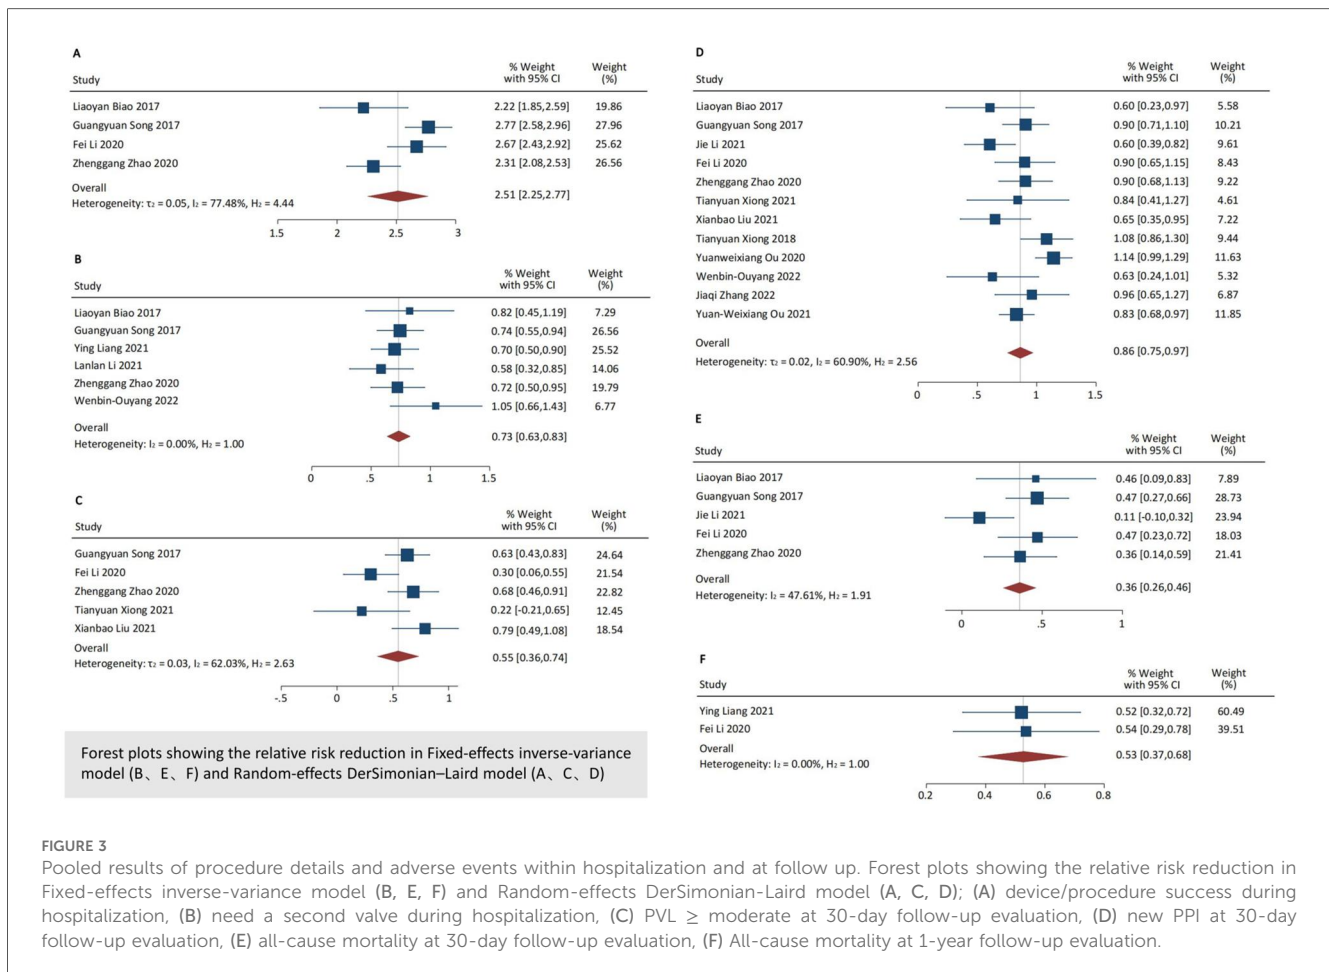 A
Study
% Weight with 95% CI
Weight (%)
Liaoyan Biao 2017 2.22 [1.85,2.59] 19.86
Guangyuan Song 2017 2.77 [2.58,2.96] 27.96
Fei Li 2020 2.67 [2.43,2.92] 25.62
Zhenggang Zhao 2020 2.31 [2.08,2.53] 26.56
Overall 2.51 [2.25,2.77]
Heterogeneity: τ2 = 0.05, I2 = 77.48%, H2 = 4.44
1.5 2 2.5 3
B
Study
% Weight with 95% CI
Weight (%)
Liaoyan Biao 2017 0.82 [0.45,1.19] 7.29
Guangyuan Song 2017 0.74 [0.55,0.94] 26.56
Ying Liang 2021 0.70 [0.50,0.90] 25.52
Lanlan Li 2021 0.58 [0.32,0.85] 14.06
Zhenggang Zhao 2020 0.72 [0.50,0.95] 19.79
Wenbin-Ouyang 2022 1.05 [0.66,1.43] 6.77
Overall 0.73 [0.63,0.83]
Heterogeneity: I2 = 0.00%, H2 = 1.00
0 .5 1 1.5
C
Study
% Weight with 95% CI
Weight (%)
Guangyuan Song 2017 0.63 [0.43,0.83] 24.64
Fei Li 2020 0.30 [0.06,0.55] 21.54
Zhenggang Zhao 2020 0.68 [0.46,0.91] 22.82
Tianyuan Xiong 2021 0.22 [-0.21,0.65] 12.45
Xianbao Liu 2021 0.79 [0.49,1.08] 18.54
Overall 0.55 [0.36,0.74]
Heterogeneity: τ2 = 0.03, I2 = 62.03%, H2 = 2.63
-.5 0 .5 1
Forest plots showing the relative risk reduction in Fixed-effects inverse-variance
model (B、E、F) and Random-effects DerSimonian–Laird model (A、C、D)
D
Study
% Weight with 95% CI
Weight (%)
Liaoyan Biao 2017 0.60 [0.23,0.97] 5.58
Guangyuan Song 2017 0.90 [0.71,1.10] 10.21
Jie Li 2021 0.60 [0.39,0.82] 9.61
Fei Li 2020 0.90 [0.65,1.15] 8.43
Zhenggang Zhao 2020 0.90 [0.68,1.13] 9.22
Tianyuan Xiong 2021 0.84 [0.41,1.27] 4.61
Xianbao Liu 2021 0.65 [0.35,0.95] 7.22
Tianyuan Xiong 2018 1.08 [0.86,1.30] 9.44
Yuanweixiang Ou 2020 1.14 [0.99,1.29] 11.63
Wenbin-Ouyang 2022 0.63 [0.24,1.01] 5.32
Jiaqi Zhang 2022 0.96 [0.65,1.27] 6.87
Yuan-Weixiang Ou 2021 0.83 [0.68,0.97] 11.85
Overall 0.86 [0.75,0.97]
Heterogeneity: τ2 = 0.02, I2 = 60.90%, H2 = 2.56
0 .5 1 1.5
E
Study
% Weight with 95% CI
Weight (%)
Liaoyan Biao 2017 0.46 [0.09,0.83] 7.89
Guangyuan Song 2017 0.47 [0.27,0.66] 28.73
Jie Li 2021 0.11 [-0.10,0.32] 23.94
Fei Li 2020 0.47 [0.23,0.72] 18.03
Zhenggang Zhao 2020 0.36 [0.14,0.59] 21.41
Overall 0.36 [0.26,0.46]
Heterogeneity: I2 = 47.61%, H2 = 1.91
0 .5 1
F
Study
% Weight with 95% CI
Weight (%)
Ying Liang 2021 0.52 [0.32,0.72] 60.49
Fei Li 2020 0.54 [0.29,0.78] 39.51
Overall 0.53 [0.37,0.68]
Heterogeneity: I2 = 0.00%, H2 = 1.00
0.2 0.4 0.6 0.8
FIGURE 3
Pooled results of procedure details and adverse events within hospitalization and at follow up. Forest plots showing the relative risk reduction in
Fixed-effects inverse-variance model (B, E, F) and Random-effects DerSimonian-Laird model (A, C, D); (A) device/procedure success during
hospitalization, (B) need a second valve during hospitalization, (C) PVL ≥ moderate at 30-day follow-up evaluation, (D) new PPI at 30-day
follow-up evaluation, (E) all-cause mortality at 30-day follow-up evaluation, (F) All-cause mortality at 1-year follow-up evaluation.